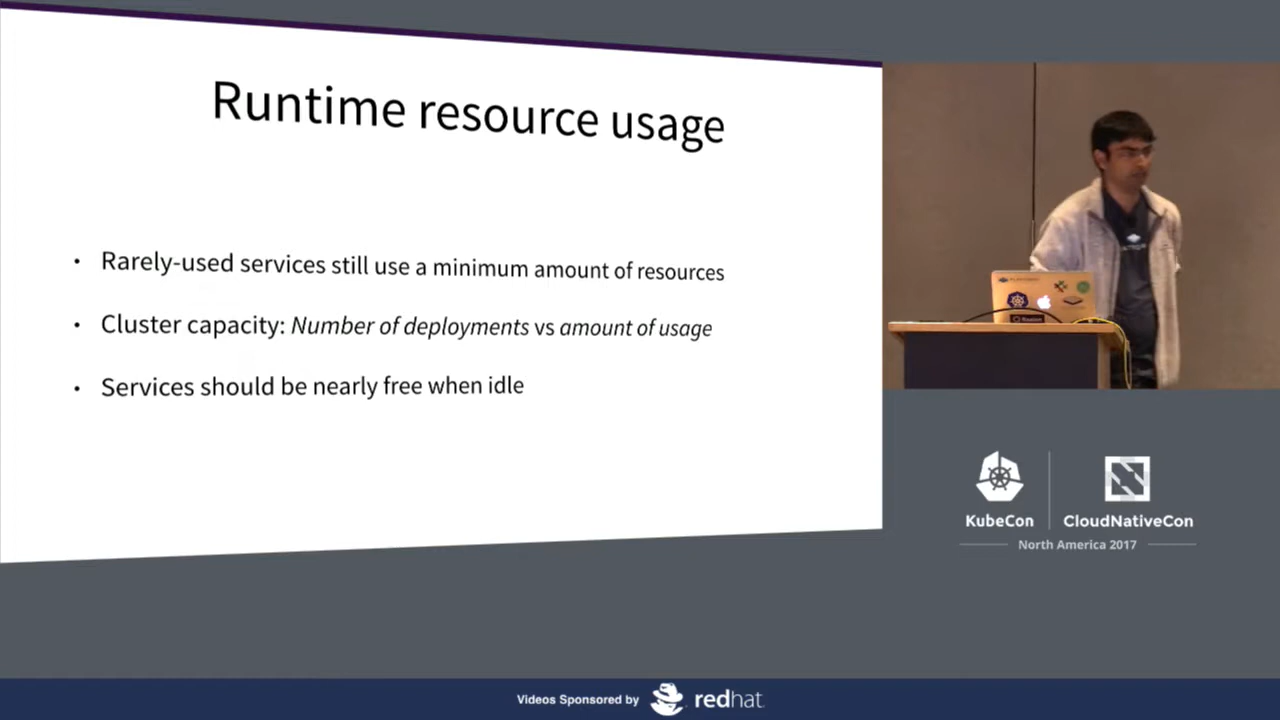 Runtime resource usage
• Rarely-used services still use a minimum amount of resources
• Cluster capacity: Number of deployments vs amount of usage
• Services should be nearly free when idle
KubeCon
CloudNativeCon
North America 2017
Videos Sponsored by redhat.